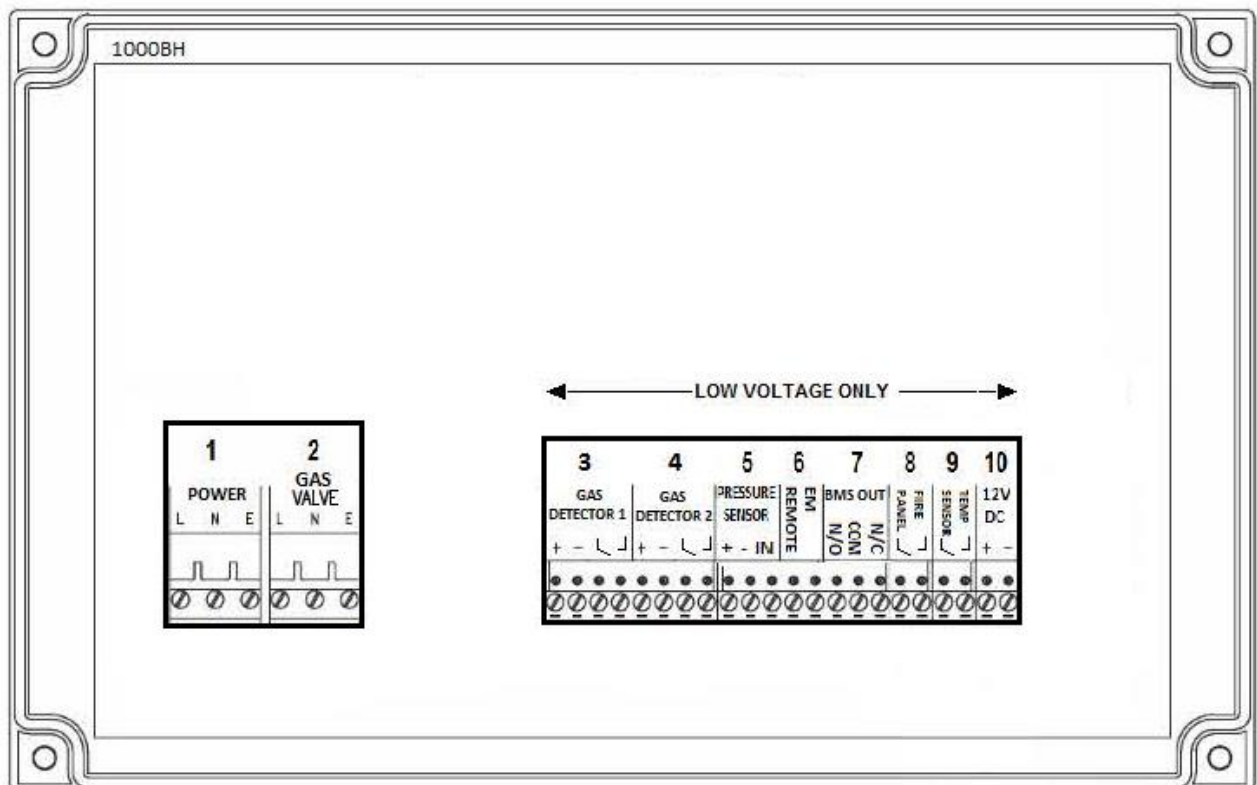 1000BH
LOW VOLTAGE ONLY
1 2
POWER GAS
VALVE
L N E L N E
3 4 5 6 7 8 9 10
GAS
DETECTOR 1
+ -
GAS
DETECTOR 2
+ -
PRESSURE
SENSOR
+ - IN
EM
REMOTE
BMS OUT
N/O COM N/C
FIIRE
PANEL
TEMP
SENSOR
12V
DC
+ -